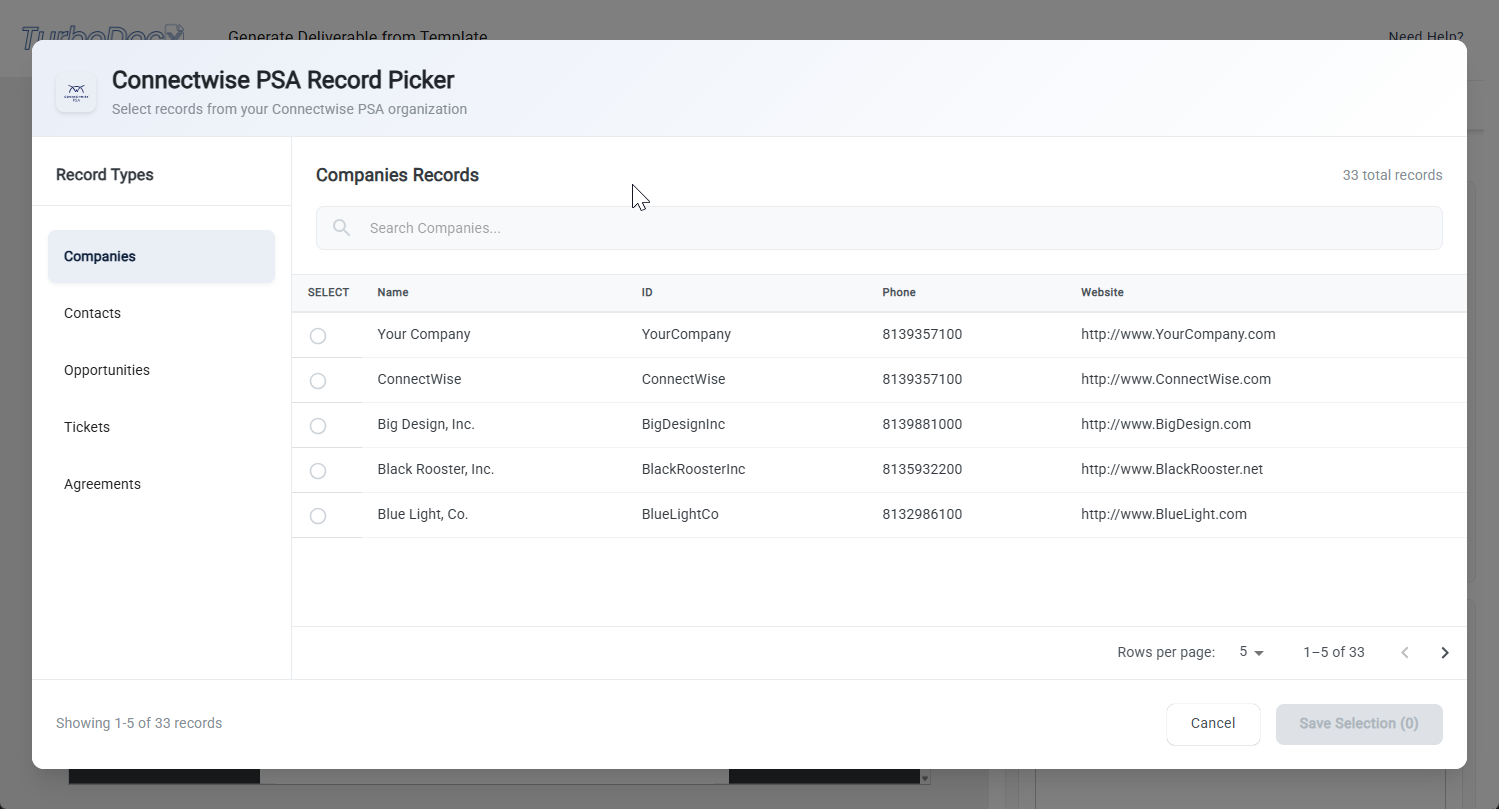 TurboDocx
Generate Deliverable from Template
Need Help?
Connectwise PSA Record Picker
Select records from your Connectwise PSA organization
Record Types
Companies
Contacts
Opportunities
Tickets
Agreements
Companies Records
33 total records
Search Companies...
SELECT Name ID Phone Website
Your Company YourCompany 8139357100 http://www.YourCompany.com
ConnectWise ConnectWise 8139357100 http://www.ConnectWise.com
Big Design, Inc. BigDesignInc 8139881000 http://www.BigDesign.com
Black Rooster, Inc. BlackRoosterInc 8135932200 http://www.BlackRooster.net
Blue Light, Co. BlueLightCo 8132986100 http://www.BlueLight.com
Rows per page: 5 1–5 of 33
Showing 1-5 of 33 records
Cancel
Save Selection (0)